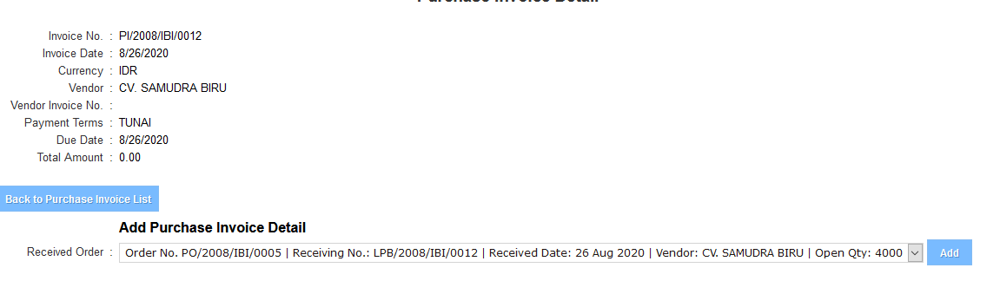 Purchase Invoice Detail
Invoice No. : PI/2008/IBI/0012
Invoice Date : 8/26/2020
Currency : IDR
Vendor : CV. SAMUDRA BIRU
Vendor Invoice No. :
Payment Terms : TUNAI
Due Date : 8/26/2020
Total Amount : 0.00
Back to Purchase Invoice List
Add Purchase Invoice Detail
Received Order : Order No. PO/2008/IBI/0005 | Receiving No.: LPB/2008/IBI/0012 | Received Date: 26 Aug 2020 | Vendor: CV. SAMUDRA BIRU | Open Qty: 4000 Add